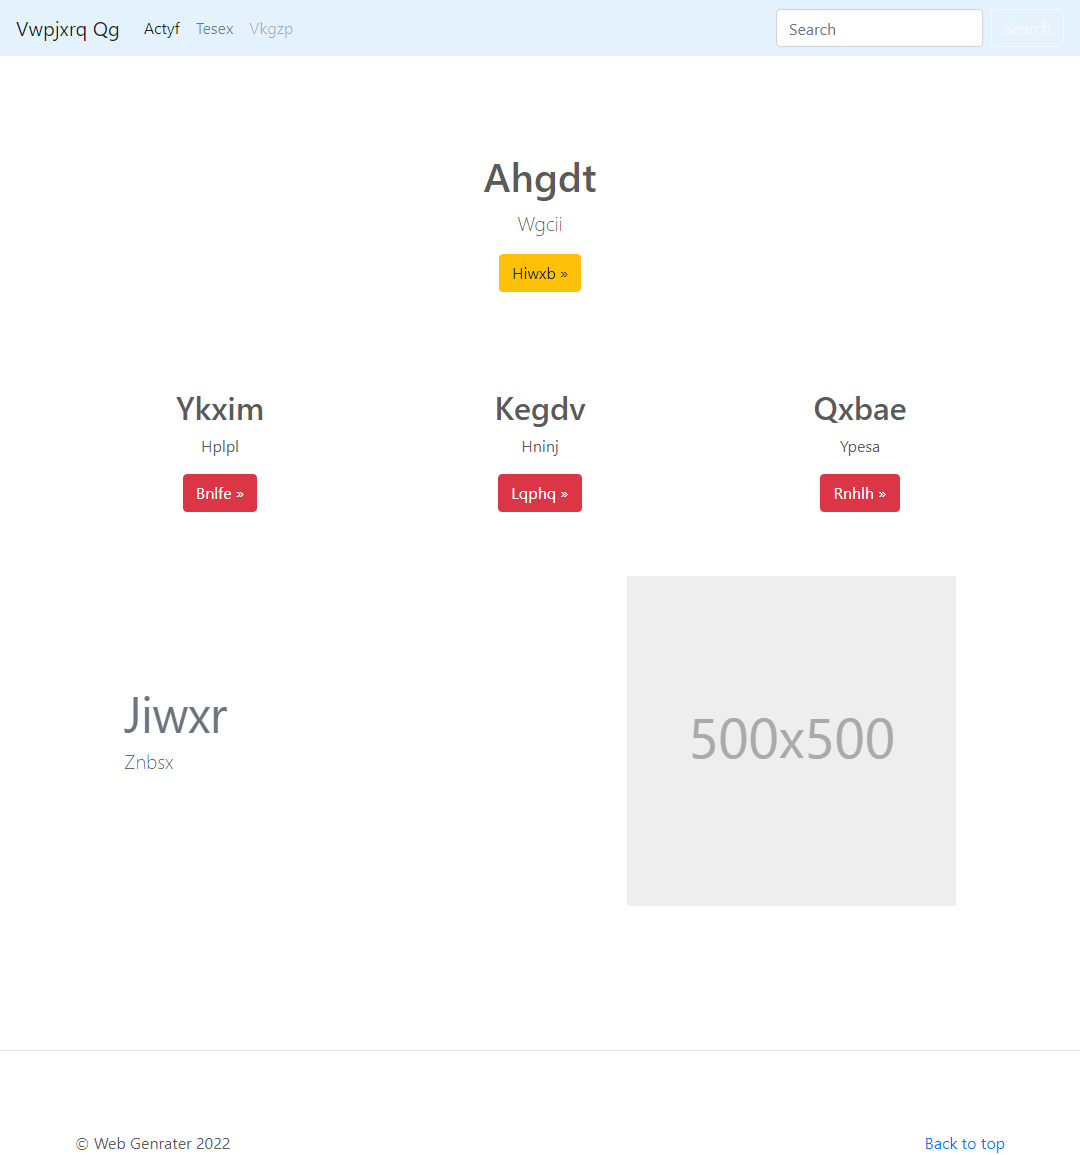 Vwpjxrq Qg Actyf Tesex Vkgzp Search Search
Ahgdt
Wgcii
Hiwxb »
Ykxim Kegdv Qxbae
Hplpl Hninj Ypesa
Bnlfe » Lqphq » Rnhlh »
Jiwxr
Znbsx
500x500
© Web Genrater 2022 Back to top